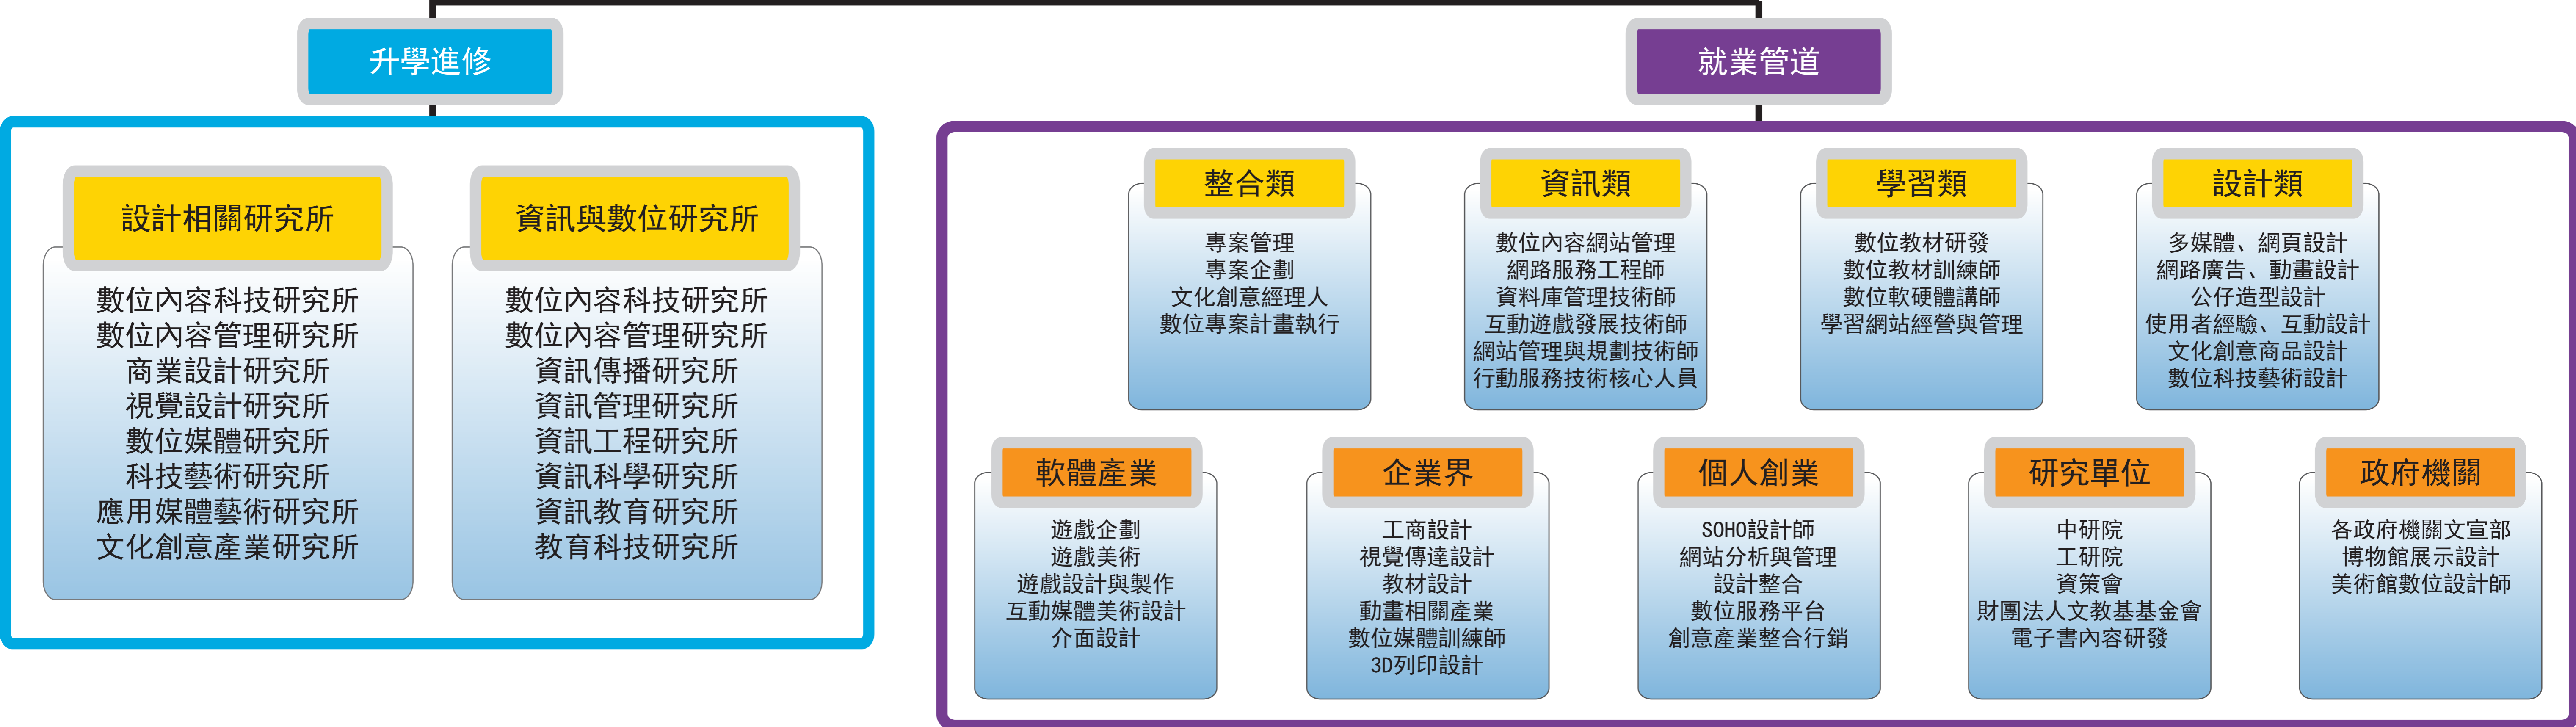 升學進修
設計相關研究所
數位內容科技研究所
數位內容管理研究所
商業設計研究所
視覺設計研究所
數位媒體研究所
科技藝術研究所
應用媒體藝術研究所
文化創意產業研究所
資訊與數位研究所
數位內容科技研究所
數位內容管理研究所
資訊傳播研究所
資訊管理研究所
資訊工程研究所
資訊科學研究所
資訊教育研究所
教育科技研究所
就業管道
整合類
專案管理
專案企劃
文化創意經理人
數位專案計畫執行
資訊類
數位內容網站管理
網路服務工程師
資料庫管理技術師
互動遊戲發展技術師
網站管理與規劃技術師
行動服務技術核心人員
學習類
數位教材研發
數位教材訓練師
數位軟硬體講師
學習網站經營與管理
設計類
多媒體、網頁設計
網路廣告、動畫設計
公仔造型設計
使用者經驗、互動設計
文化創意商品設計
數位科技藝術設計
軟體產業
遊戲企劃
遊戲美術
遊戲設計與製作
互動媒體美術設計
介面設計
企業界
工商設計
視覺傳達設計
教材設計
動畫相關產業
數位媒體訓練師
3D列印設計
個人創業
SOHO設計師
網站分析與管理
設計整合
數位服務平台
創意產業整合行銷
研究單位
中研院
工研院
資策會
財團法人文教基基金會
電子書內容研發
政府機關
各政府機關文宣部
博物館展示設計
美術館數位設計師